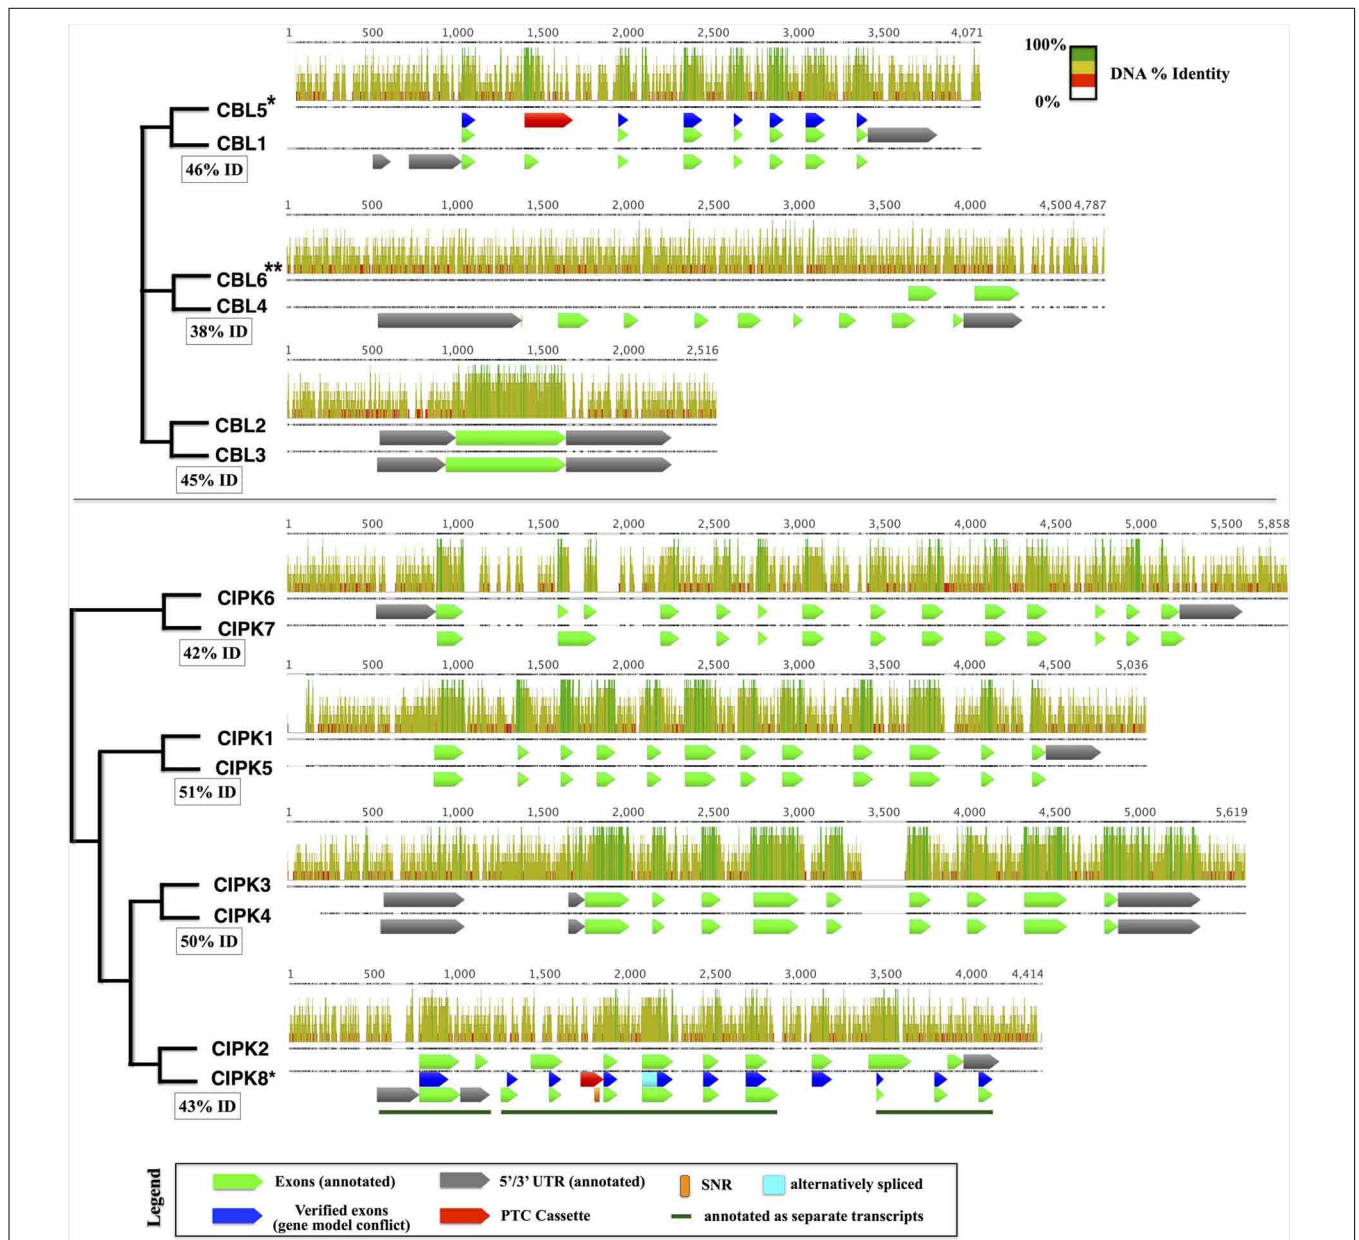 1 500 1,000 1,500 2,000 2,500 3,000 3,500 4,071
100%
DNA % Identity
0%
CBL5*
CBL1
46% ID
1 500 1,000 1,500 2,000 2,500 3,000 3,500 4,000 4,500 4,787
CBL6**
CBL4
38% ID
1 500 1,000 1,500 2,000 2,516
CBL2
CBL3
45% ID
1 500 1,000 1,500 2,000 2,500 3,000 3,500 4,000 4,500 5,000 5,500 5,858
CIPK6
CIPK7
42% ID
1 500 1,000 1,500 2,000 2,500 3,000 3,500 4,000 4,500 5,036
CIPK1
CIPK5
51% ID
1 500 1,000 1,500 2,000 2,500 3,000 3,500 4,000 4,500 5,000 5,619
CIPK3
CIPK4
50% ID
1 500 1,000 1,500 2,000 2,500 3,000 3,500 4,000 4,414
CIPK2
CIPK8*
43% ID
Legend
Exons (annotated)
5'/3' UTR (annotated)
SNR
alternatively spliced
Verified exons
(gene model conflict)
PTC Cassette
annotated as separate transcripts